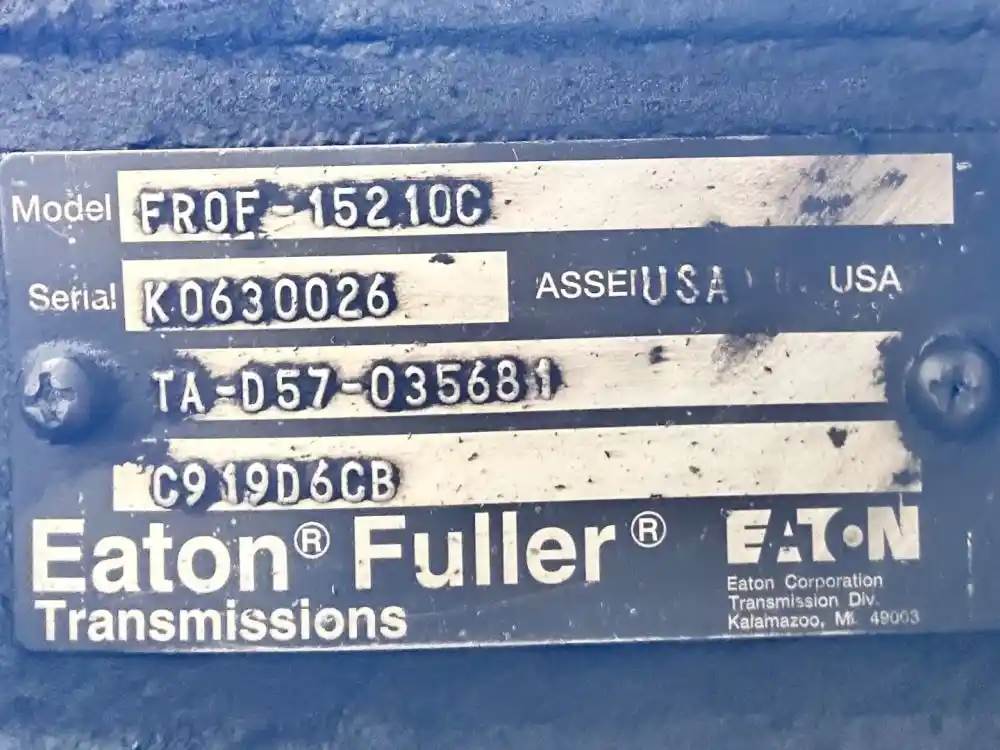 Model FROF-15210C
Serial K0630026 ASSEI USA USA
TA-D57-035681
C919D6CB
Eaton® Fuller® EATON
Transmissions
Eaton Corporation
Transmission Div.
Kalamazoo, MI. 49003